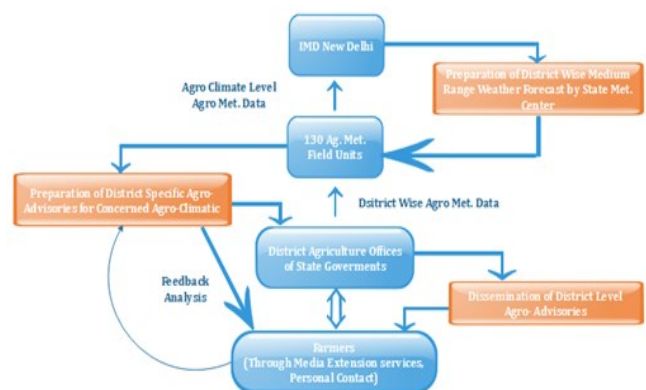 IMD New Delhi
Preparation of District Wise Medium
Range Weather Forecast by State Met.
Center
Agro Climate Level
Agro Met. Data
130 Ag. Met.
Field Units
Preparation of District Specific Agro-
Advisories for Concerned Agro-Climatic
Dsitrict Wise Agro Met. Data
District Agriculture Offices
of State Goverments
Feedback
Analysis
Dissemination of District Level
Agro- Advisories
Farmers
(Through Media Extension services,
Personal Contact)